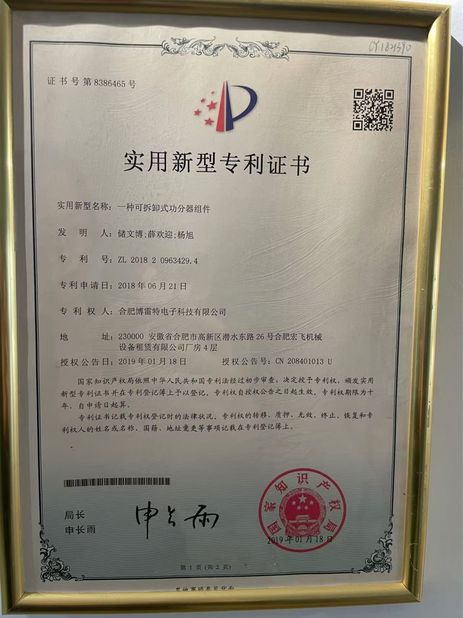 CY182590
证书号第8386465号
实用新型专利证书
实用新型名称：一种可拆卸式功分器组件
发 明 人：储文博;薛欢迎;杨旭
专 利 号：ZL 2018 2 0963429.4
专利申请日：2018年06月21日
专 利 权 人：合肥博雷特电子科技有限公司
地 址：230000 安徽省合肥市高新区潜水东路26号合肥宏飞机械
设备租赁有限公司厂房4层
授权公告日：2019年01月18日 授权公告号：CN 208401013 U
国家知识产权局依照中华人民共和国专利法经过初步审查，决定授予专利权，颁发实用
新型专利证书并在专利登记簿上予以登记。专利权自授权公告之日起生效。专利权期限为十
年，自申请日起算。
专利证书记载专利权登记时的法律状况。专利权的转移、质押、无效、终止、恢复和专利
权人的姓名或名称、国籍、地址变更等事项记载在专利登记簿上。
局长
申长雨
申长雨
国家知识产权局
2019年01月18日
第 1 页 (共 2 页)
其他事项参见背面